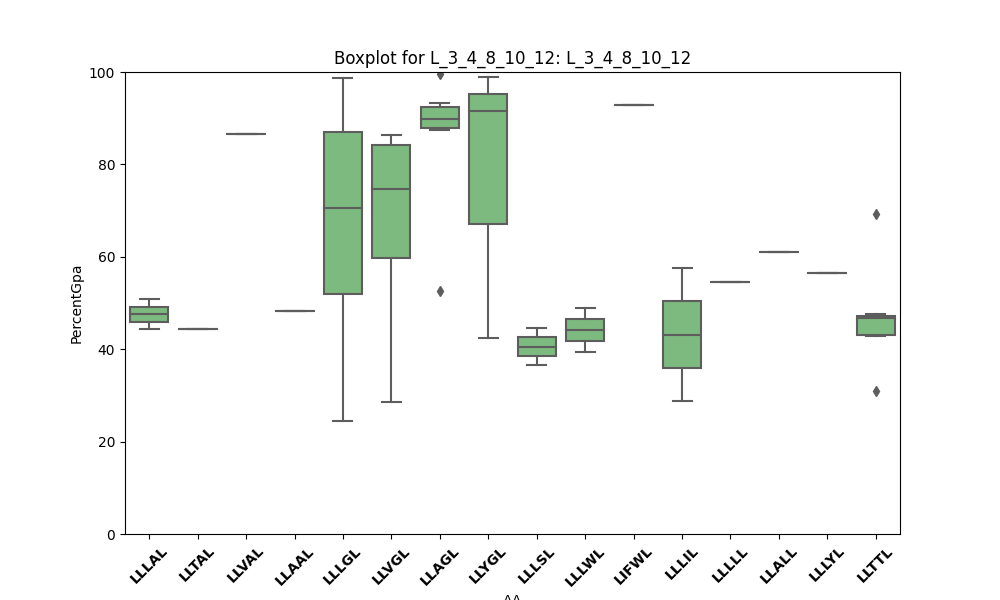 Boxplot for L_3_4_8_10_12: L_3_4_8_10_12
PercentGpa
100
80
60
40
20
0
LLLAL
LLTAL
LLVAL
LLAAL
LLLGL
LLVGL
LLAGL
LLYGL
LLLSL
LLLWL
LIFWL
LLLIL
LLLLL
LLALL
LLLYL
LLTTL
AA